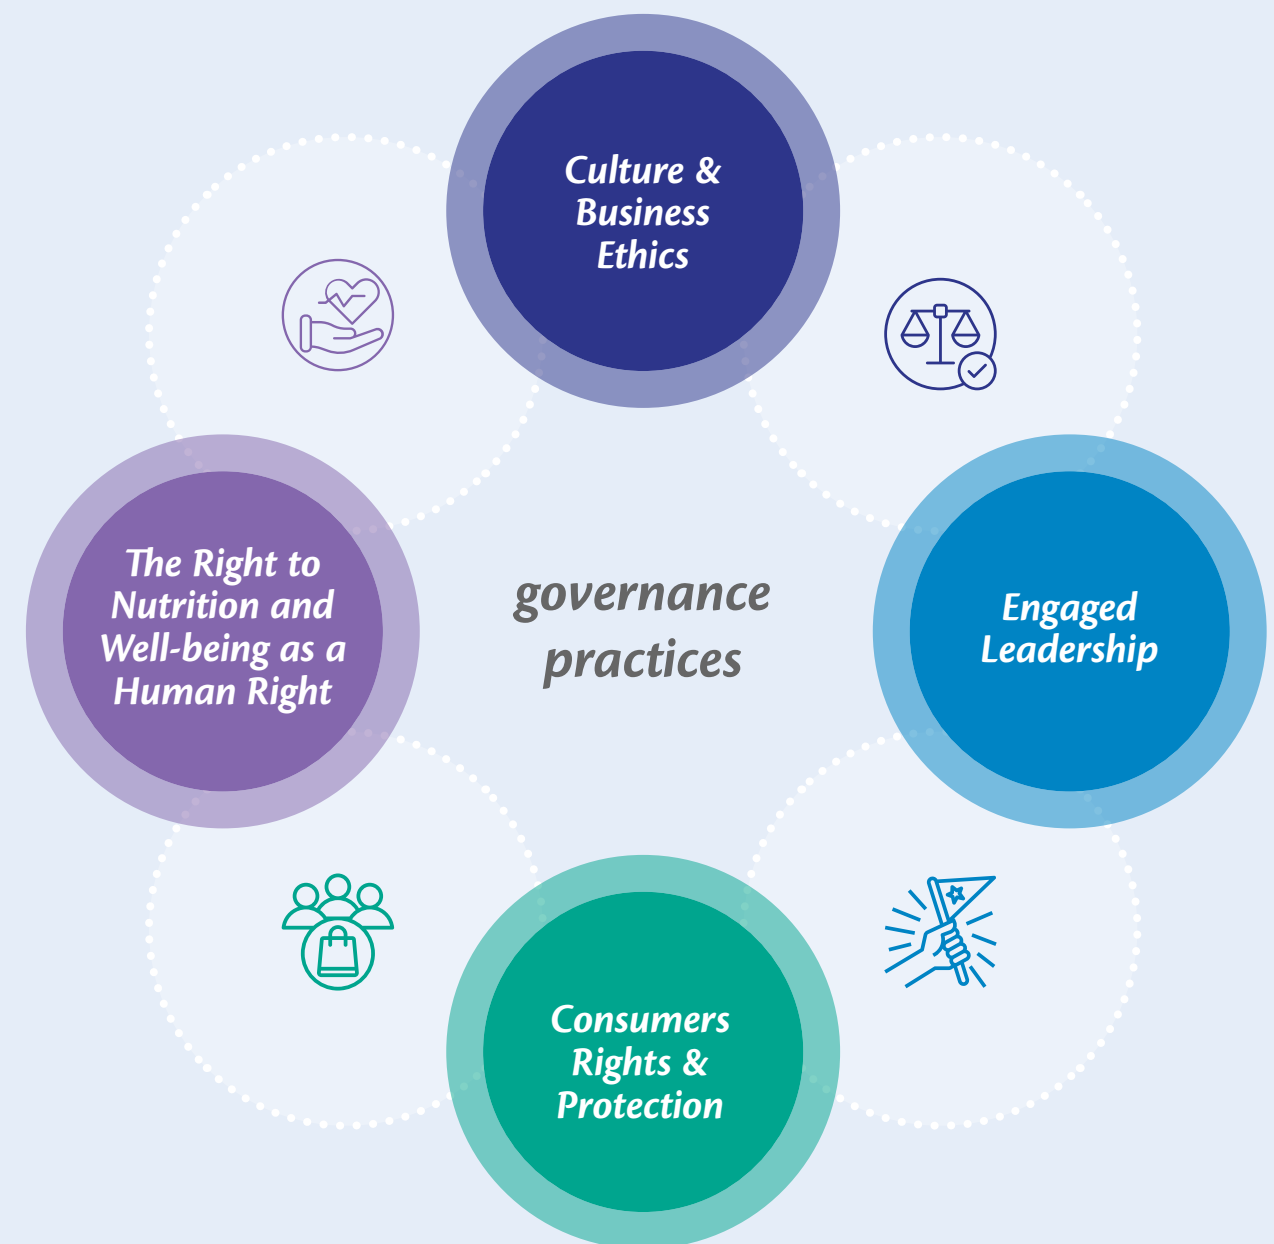 Culture &
Business
Ethics
The Right to
Nutrition and
Well-being as a
Human Right
governance
practices
Engaged
Leadership
Consumers
Rights &
Protection